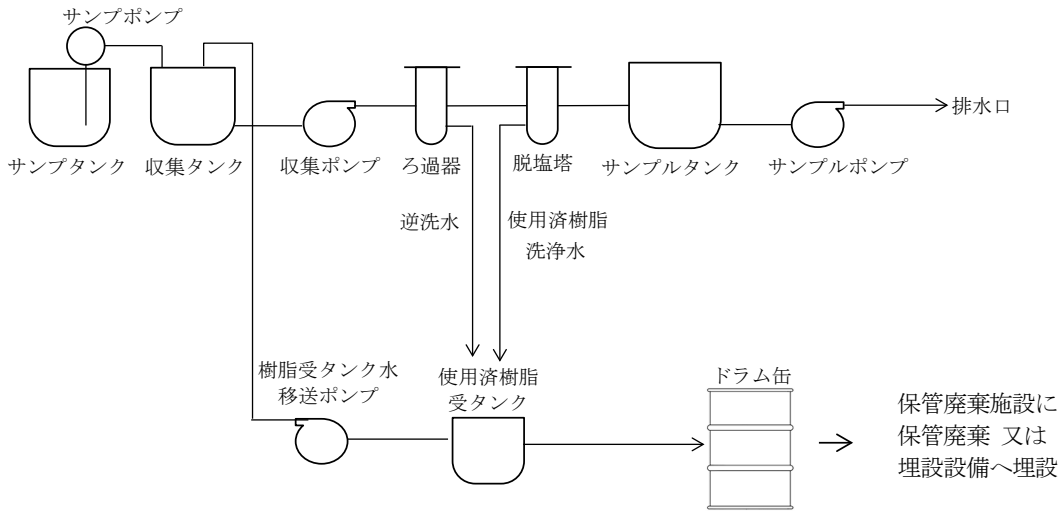 サンプポンプ
サンプタンク
収集タンク
収集ポンプ
ろ過器
脱塩塔
サンプルタンク
サンプルポンプ
排水口
逆洗水
使用済樹脂
洗浄水
樹脂受タンク水
移送ポンプ
使用済樹脂
受タンク
ドラム缶
保管廃棄施設に
保管廃棄 又は
埋設設備へ埋設